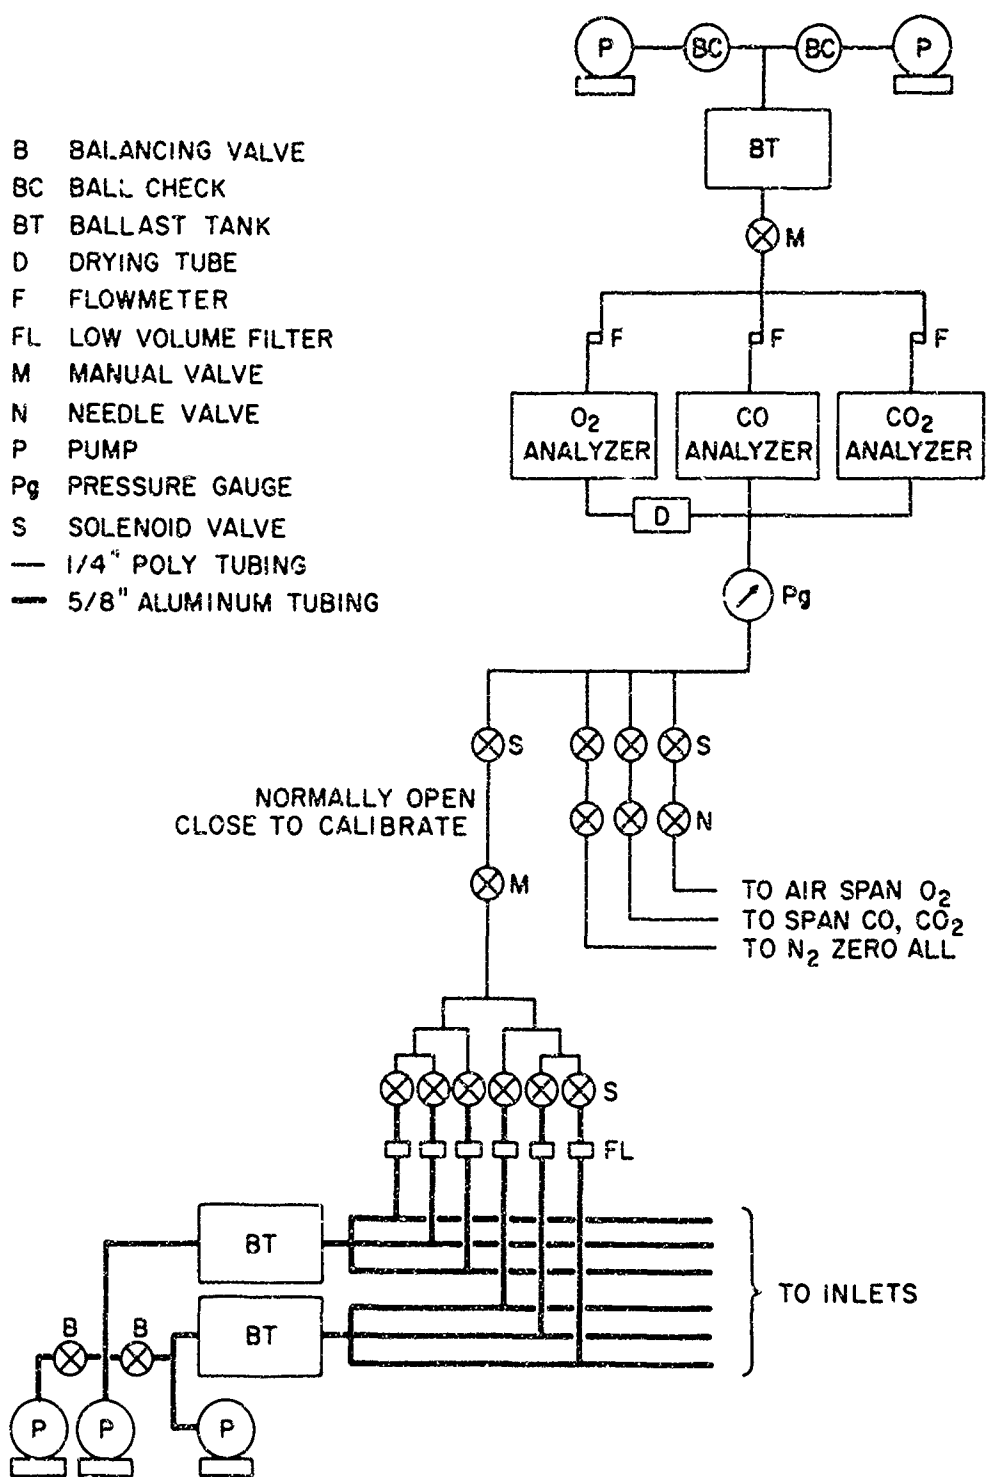 P BC BC P
BT
M
B BALANCING VALVE
BC BALL CHECK
BT BALLAST TANK
D DRYING TUBE
F FLOWMETER
FL LOW VOLUME FILTER
M MANUAL VALVE
N NEEDLE VALVE
P PUMP
Pg PRESSURE GAUGE
S SOLENOID VALVE
1/4" POLY TUBING
5/8" ALUMINUM TUBING
F F F
O2
ANALYZER
CO
ANALYZER
CO2
ANALYZER
D
Pg
S S
NORMALLY OPEN
CLOSE TO CALIBRATE
N
M
TO AIR SPAN O2
TO SPAN CO, CO2
TO N2 ZERO ALL
S
FL
BT
BT
TO INLETS
B B
P P P